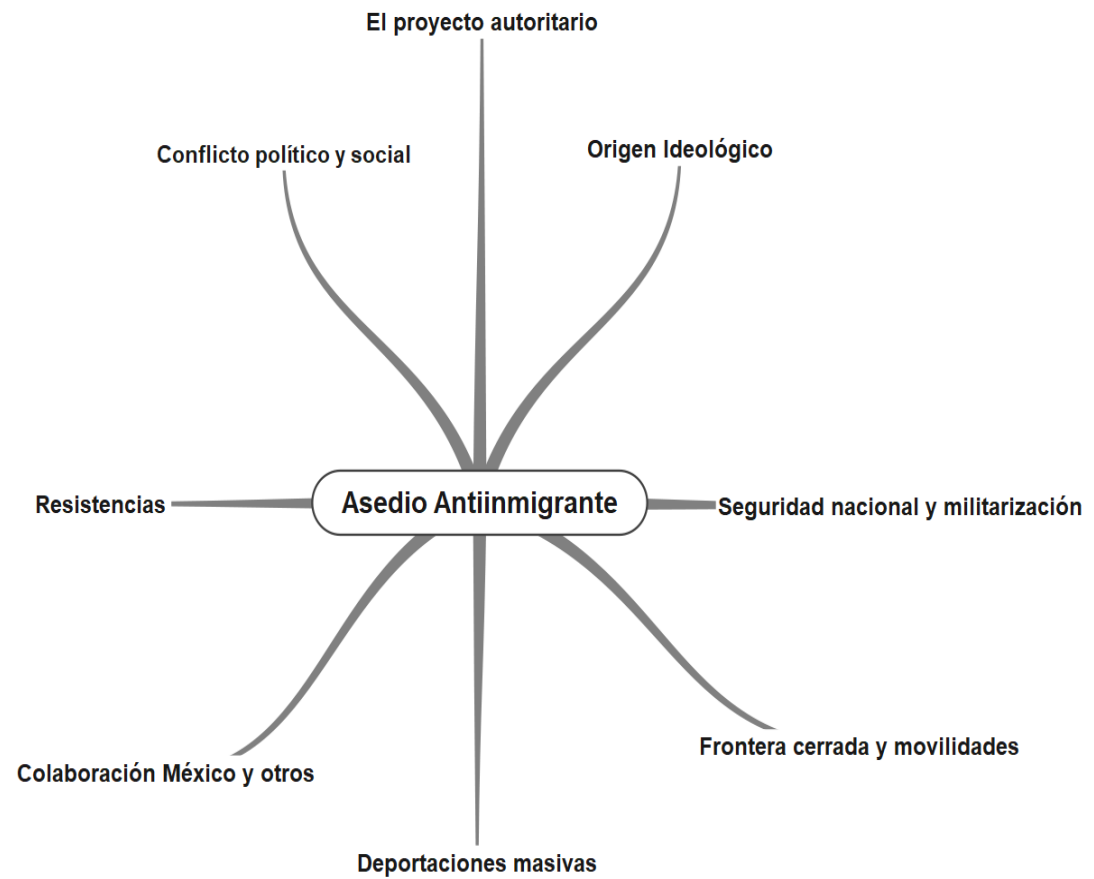 El proyecto autoritario
Conflicto político y social
Origen Ideológico
Resistencias
Asedio Antiinmigrante
Seguridad nacional y militarización
Frontera cerrada y movilidades
Colaboración México y otros
Deportaciones masivas